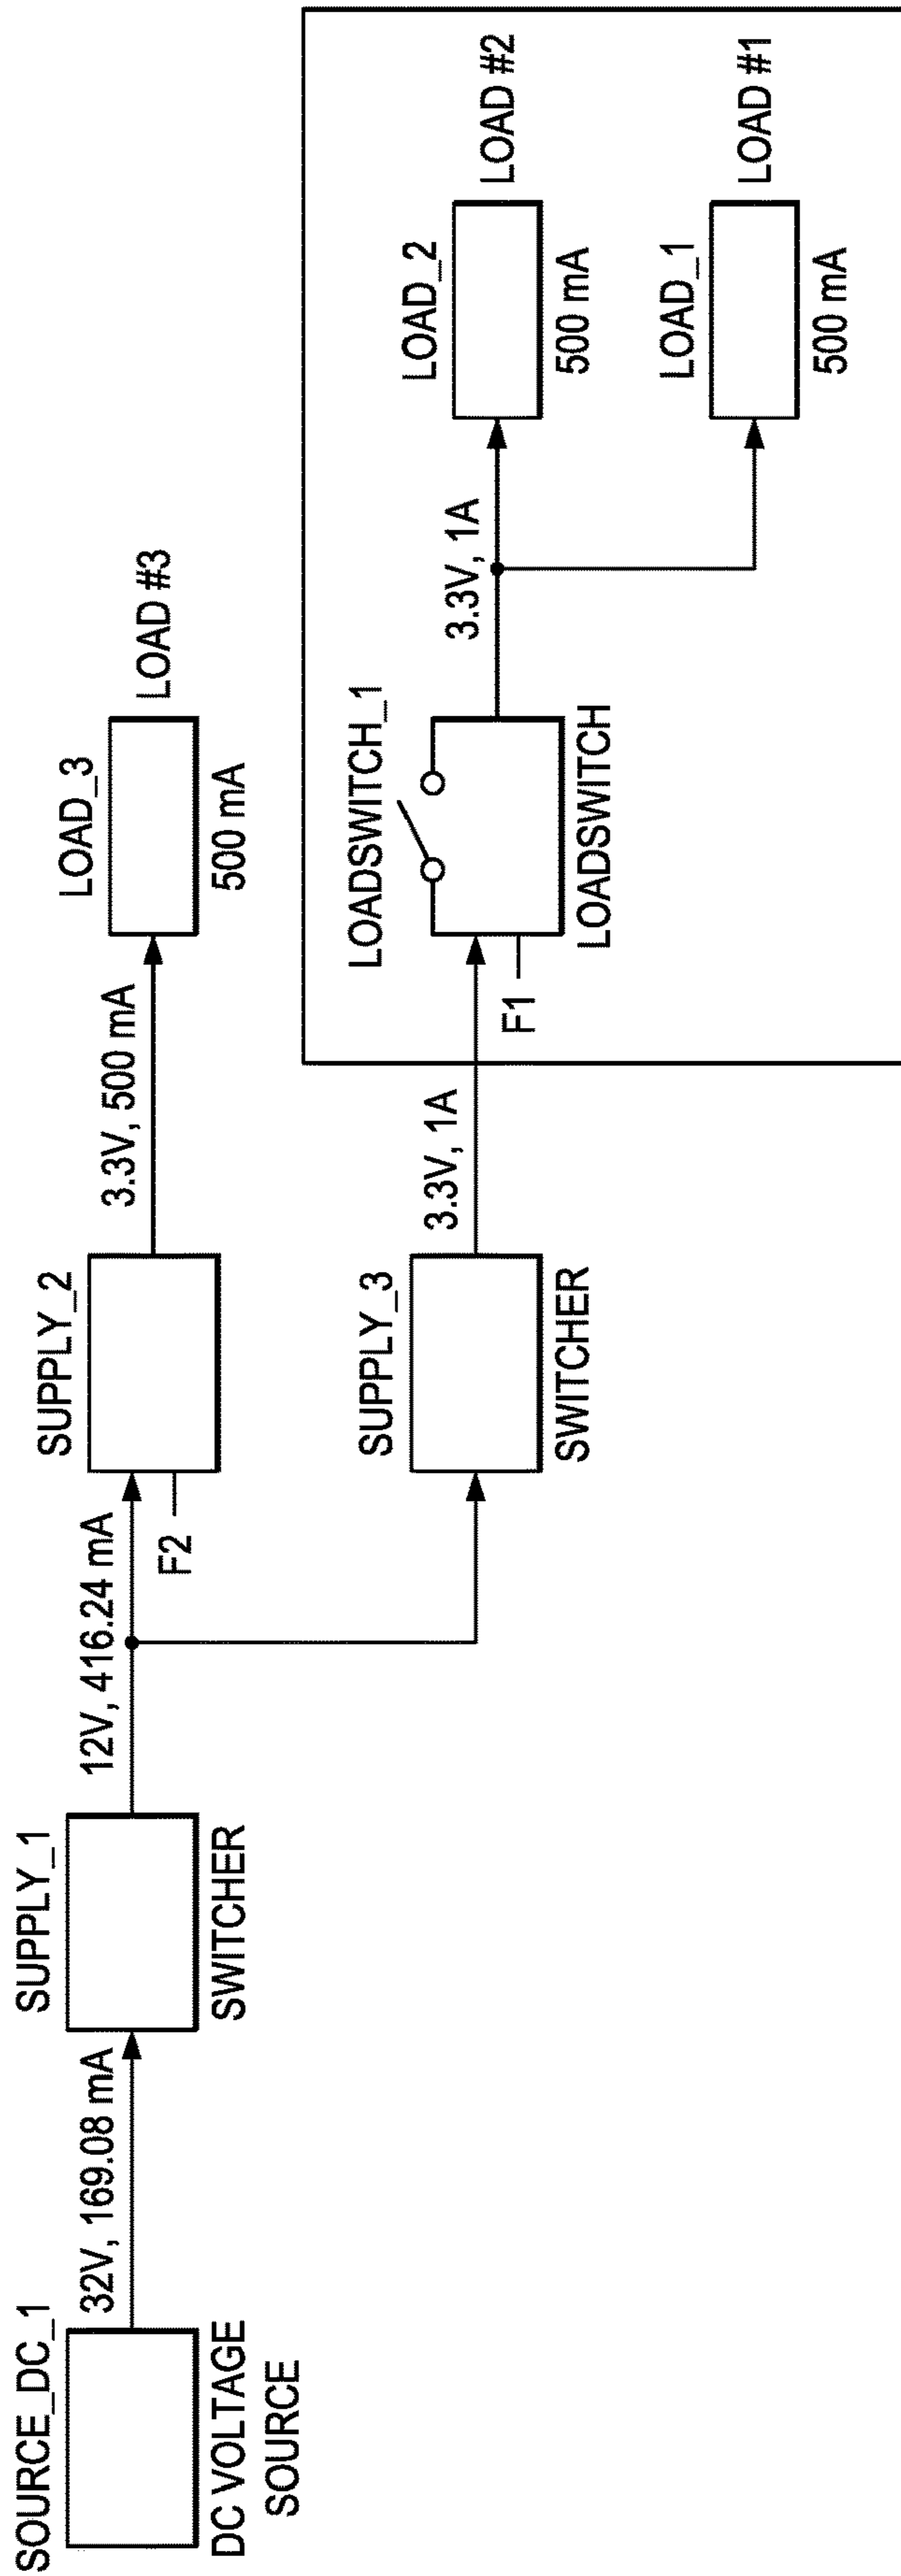 SOURCE_DC_1
DC VOLTAGE
SOURCE
32V, 169.08 mA
SUPPLY_1
SWITCHER
12V, 416.24 mA
SUPPLY_2
F2
3.3V, 500 mA
LOAD_3
500 mA
LOAD #3
SUPPLY_3
SWITCHER
3.3V, 1A
LOADSWITCH_1
F1
LOADSWITCH
3.3V, 1A
LOAD_2
500 mA
LOAD #2
LOAD_1
500 mA
LOAD #1